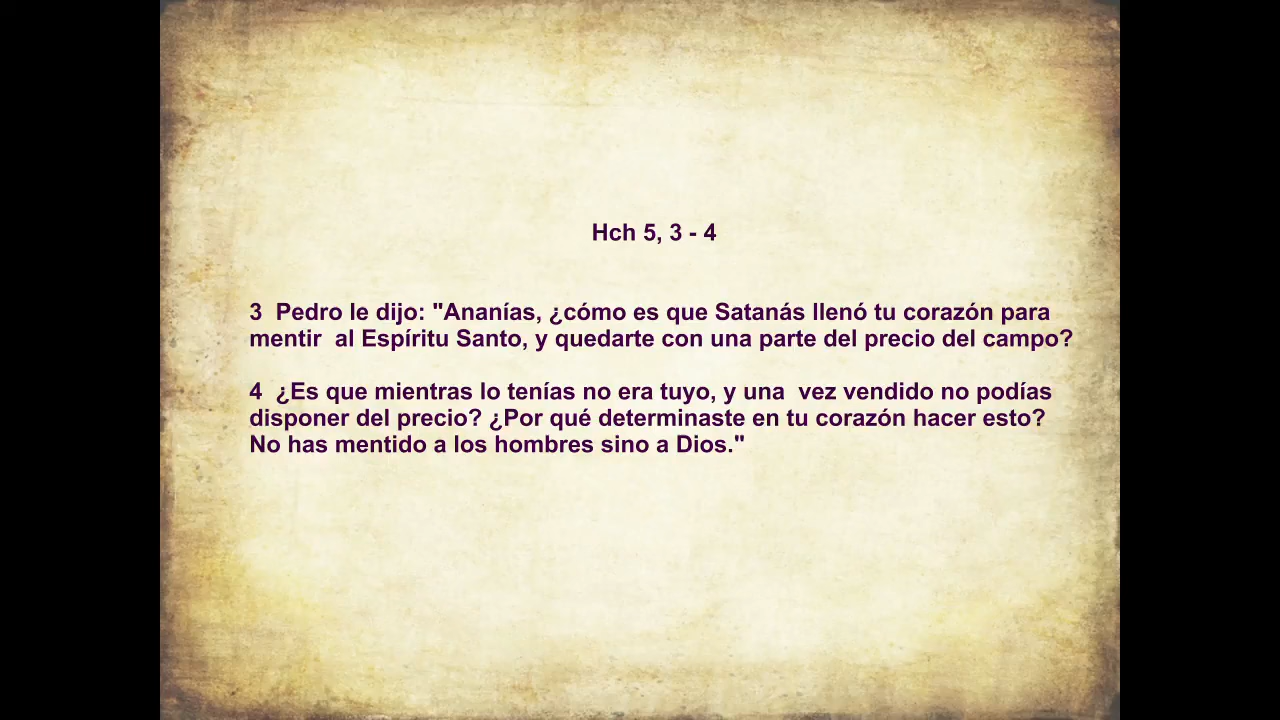 Hch 5, 3 - 4
3  Pedro le dijo: "Ananías, ¿cómo es que Satanás llenó tu corazón para
mentir  al Espíritu Santo, y quedarte con una parte del precio del campo?
4  ¿Es que mientras lo tenías no era tuyo, y una  vez vendido no podías
disponer del precio? ¿Por qué determinaste en tu corazón hacer esto?
No has mentido a los hombres sino a Dios."